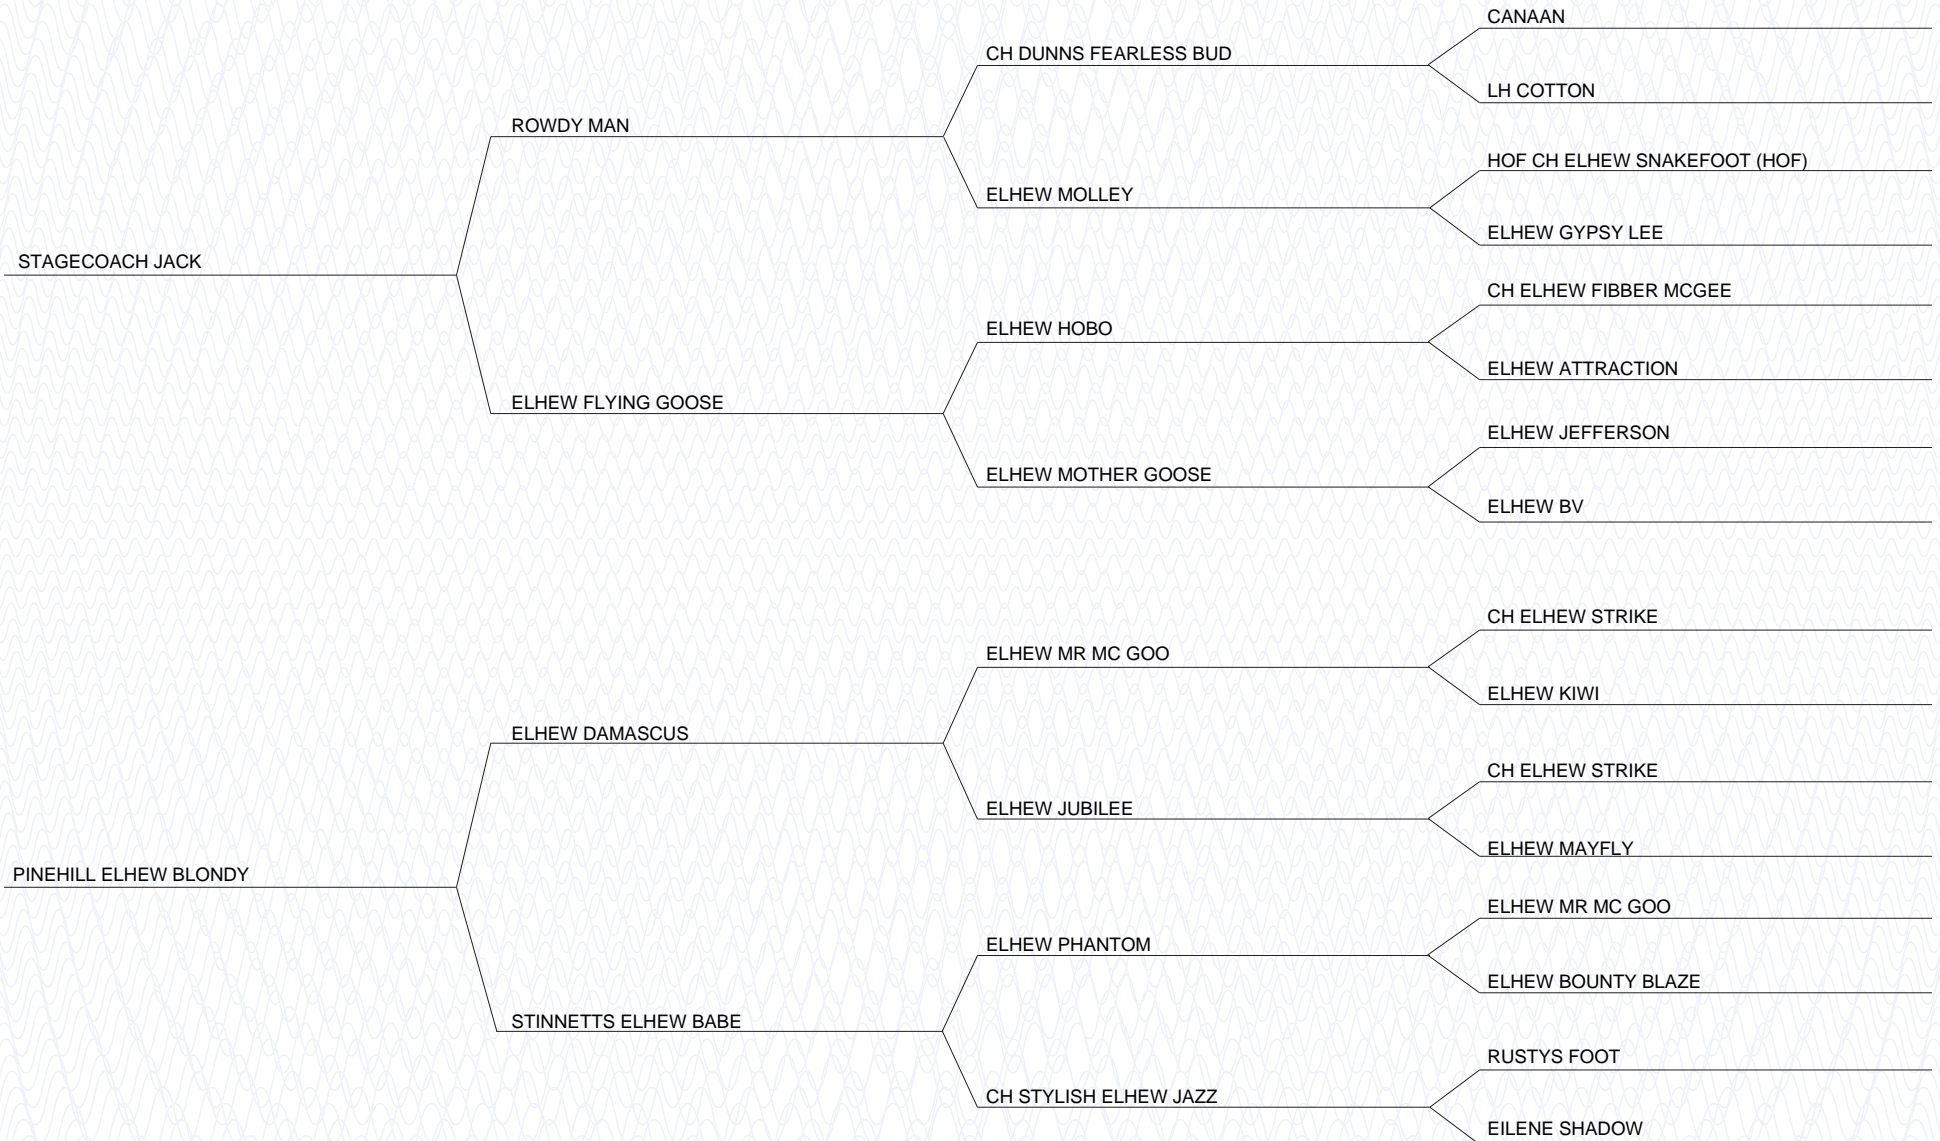 CANAAN
CH DUNNS FEARLESS BUD
LH COTTON
ROWDY MAN
HOF CH ELHEW SNAKEFOOT (HOF)
ELHEW MOLLEY
ELHEW GYPSY LEE
STAGECOACH JACK
CH ELHEW FIBBER MCGEE
ELHEW HOBO
ELHEW ATTRACTION
ELHEW FLYING GOOSE
ELHEW JEFFERSON
ELHEW MOTHER GOOSE
ELHEW BV
CH ELHEW STRIKE
ELHEW MR MC GOO
ELHEW KIWI
ELHEW DAMASCUS
CH ELHEW STRIKE
ELHEW JUBILEE
ELHEW MAYFLY
PINEHILL ELHEW BLONDY
ELHEW MR MC GOO
ELHEW PHANTOM
ELHEW BOUNTY BLAZE
STINNETTS ELHEW BABE
RUSTYS FOOT
CH STYLISH ELHEW JAZZ
EILENE SHADOW